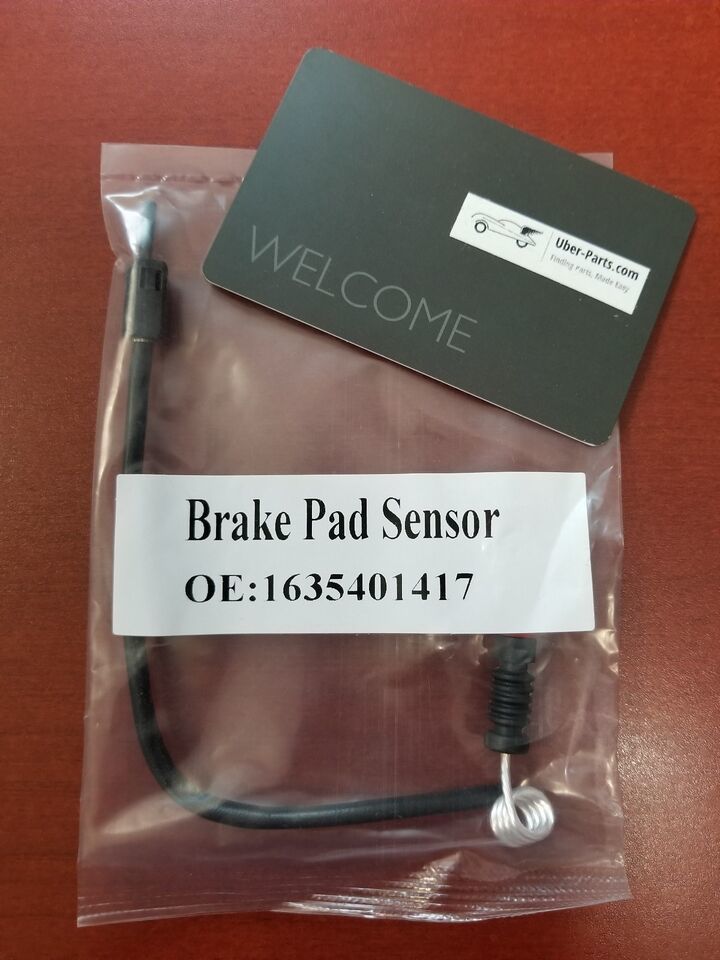 WELCOME
Uber-Parts.com
Finding Parts, Made Easy
Brake Pad Sensor
OE:1635401417